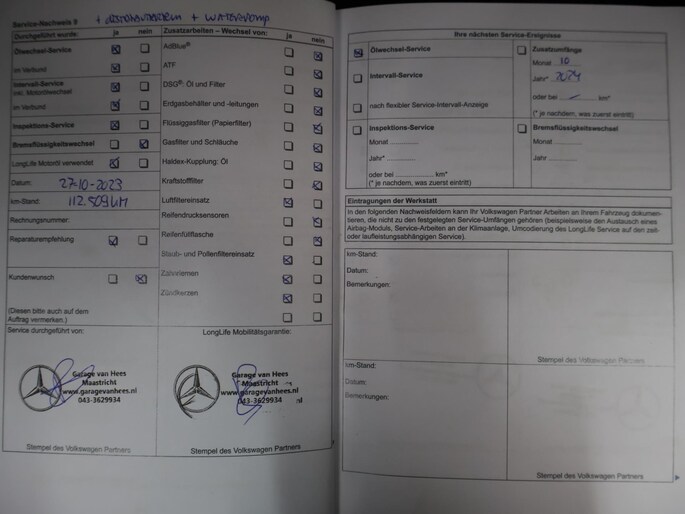 Service-Nachweis 9
+ WATERPOMP
Durchgeführt wurde: ja nein
Ölwechsel-Service
im Verbund
Intervall-Service
inkl. Motorölwechsel
im Verbund
Inspektions-Service
Bremsflüssigkeitswechsel
LongLife Motoröl verwendet
Datum: 27-10-2023
km-Stand: 112.509 KM
Rechnungsnummer:
Reparaturempfehlung
Kundenwunsch
(Diesen bitte auch auf dem
Auftrag vermerken.)
Service durchgeführt von:
Garage van Hees
Maastricht
www.garagevanhees.nl
043-3629934
Stempel des Volkswagen Partners
Zusatzarbeiten – Wechsel von: ja nein
AdBlue®
ATF
DSG®: Öl und Filter
Erdgasbehälter und -leitungen
Flüssiggasfilter (Papierfilter)
Gasfilter und Schläuche
Haldex-Kupplung: Öl
Kraftstofffilter
Luftfiltereinsatz
Reifendrucksensoren
Reifenfüllflasche
Staub- und Pollenfiltereinsatz
Zahnriemen
Zündkerzen
LongLife Mobilitätsgarantie:
Garage van Hees
Maastricht
www.garagevanhees.nl
043-3629934
Stempel des Volkswagen Partners
Ihre nächsten Service-Ereignisse
Ölwechsel-Service
Intervall-Service
nach flexibler Service-Intervall-Anzeige
Zusatzumfänge
Monat 10
Jahr* 2024
oder bei – km*
(* je nachdem, was zuerst eintritt)
Inspektions-Service
Monat
Jahr*
oder bei km*
(* je nachdem, was zuerst eintritt)
Bremsflüssigkeitswechsel
Monat
Jahr
Eintragungen der Werkstatt
In den folgenden Nachweisfeldern kann Ihr Volkswagen Partner Arbeiten an Ihrem Fahrzeug dokumen-
tieren, die nicht zu den festgelegten Service-Umfängen gehören (beispielsweise den Austausch eines
Airbag-Moduls, Service-Arbeiten an der Klimaanlage, Umcodierung des LongLife Service auf den zeit-
oder laufleistungsabhängigen Service).
km-Stand:
Datum:
Bemerkungen:
Stempel des Volkswagen Partners
km-Stand:
Datum:
Bemerkungen:
Stempel des Volkswagen Partners